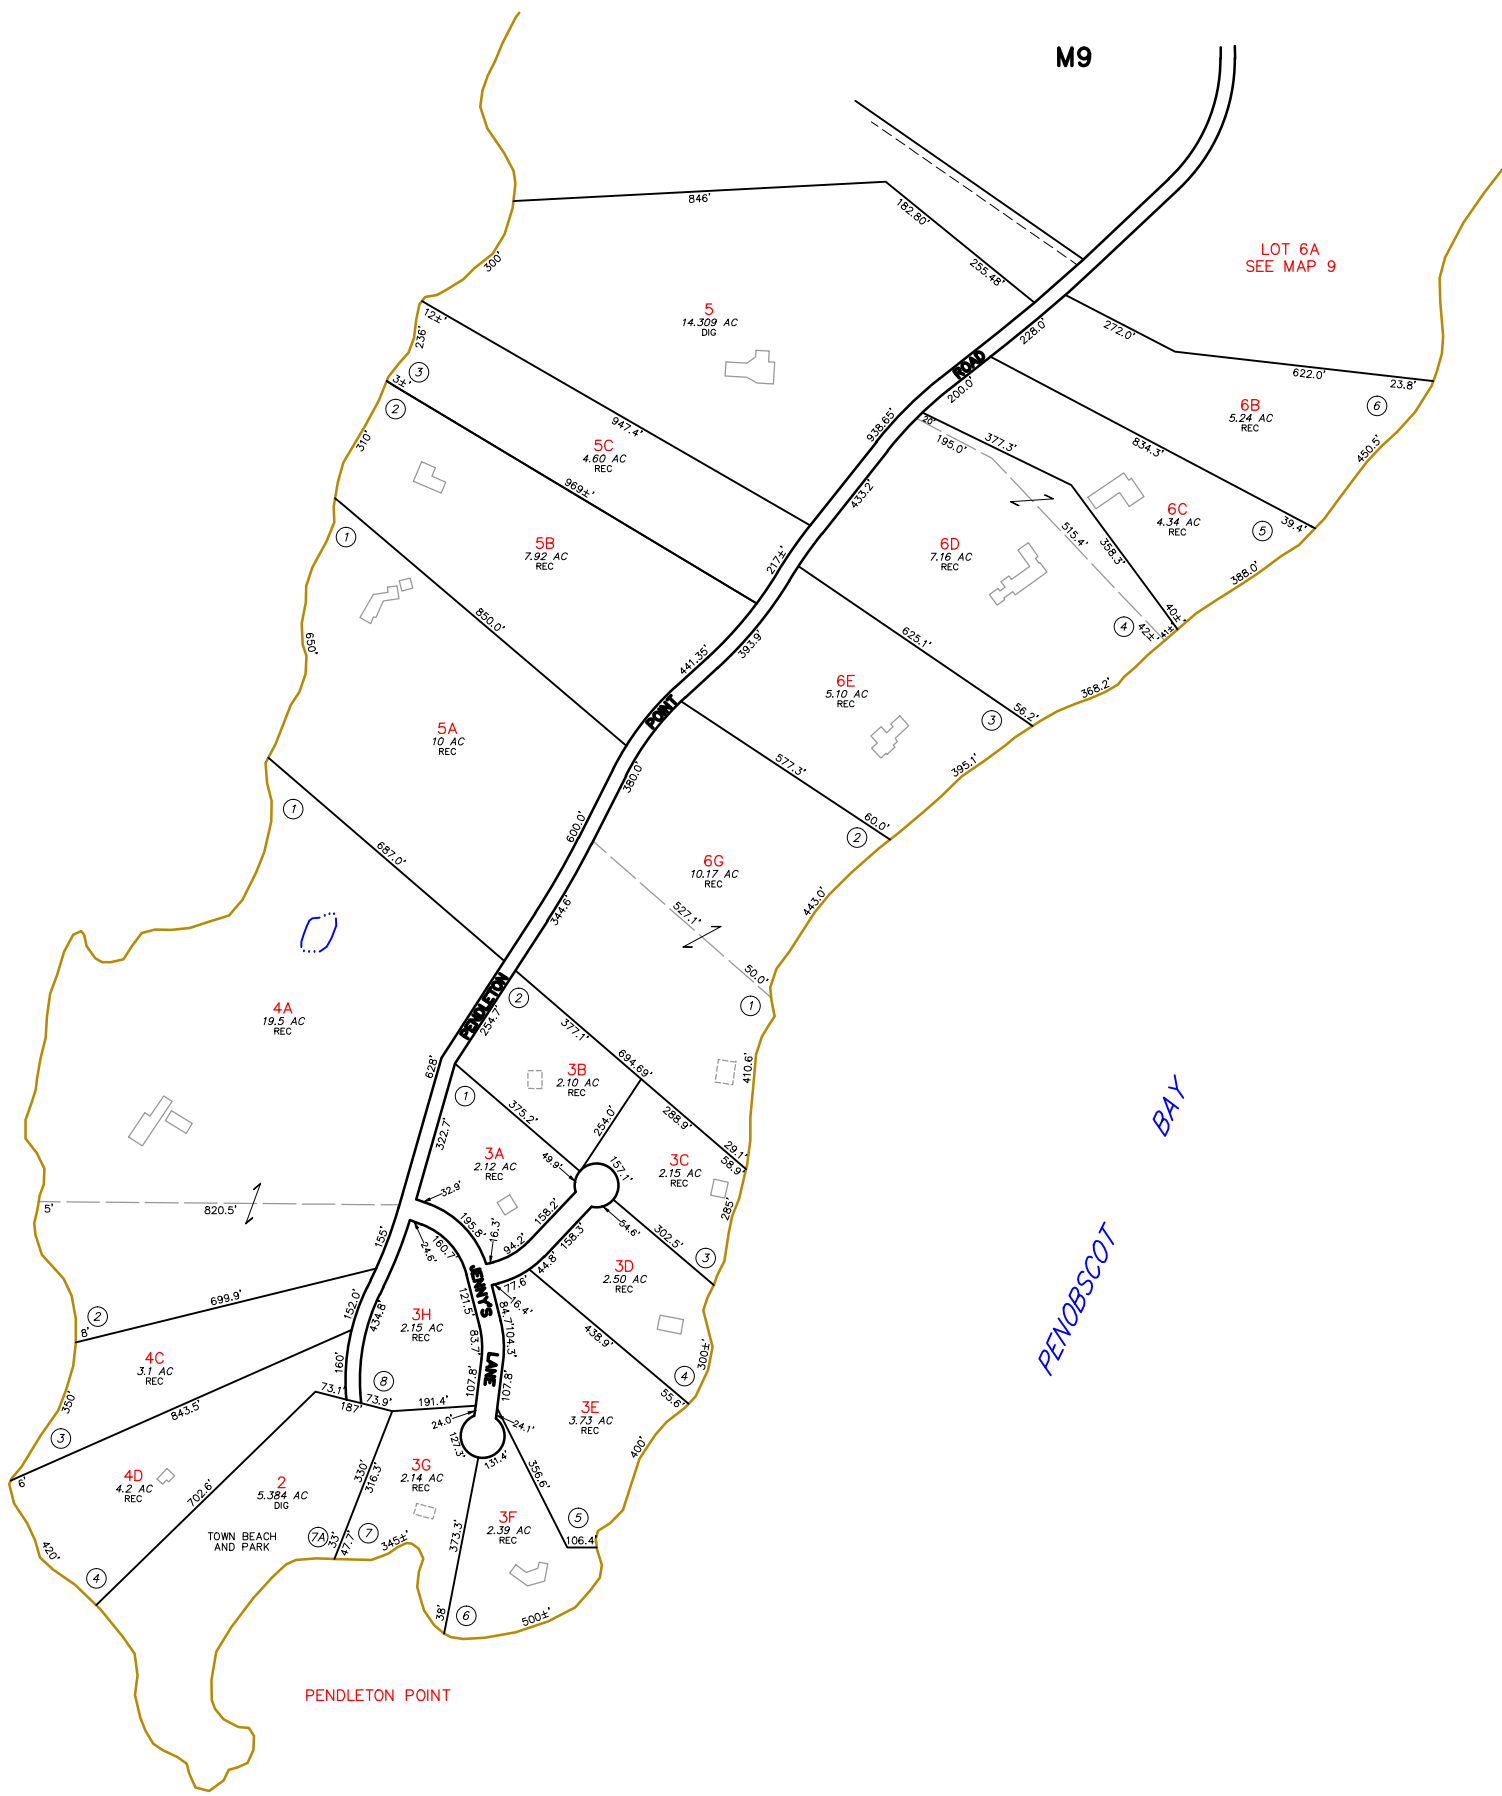 M9
846'
182.80'
255.48'
300'
LOT 6A
SEE MAP 9
5
14.309 AC
DIG
12±'
236'
3
3±'
2
947.4'
5C
4.60 AC
REC
969±'
310'
1
5B
7.92 AC
REC
850.0'
650'
938.65'
217±'
441.35'
ROAD
228.0'
200.0'
272.0'
622.0'
23.8'
6B
5.24 AC
REC
6
450.5'
834.3'
39.4'
20'
195.0'
377.3'
6C
4.34 AC
REC
5
388.0'
433.2'
6D
7.16 AC
REC
515.4'
358.3'
40±'
41±'
42±'
4
368.2'
625.1'
56.2'
393.9'
6E
5.10 AC
REC
3
395.1'
POINT
5A
10 AC
REC
1
687.0'
600.0'
380.0'
577.3'
60.0'
2
443.0'
6G
10.17 AC
REC
344.6'
527.1'
50.0'
1
410.6'
4A
19.5 AC
REC
628'
PENDLETON
254.7'
2
377.1'
694.69'
288.9'
29.1'
58.9'
3B
2.10 AC
REC
1
375.2'
254.0'
322.7'
3A
2.12 AC
REC
49.9'
157.1'
3C
2.15 AC
REC
285'
BAY
PENOBSCOT
5'
820.5'
155'
32.9'
195.8'
16.3'
158.2'
94.2'
158.3'
44.8'
77.6'
16.4'
54.6'
302.5'
3
24.6'
160.7'
3D
2.50 AC
REC
JENNY'S
LANE
121.5'
84.7'
104.3'
83.7'
107.8'
107.8'
438.9'
300±'
4
55.6'
699.9'
2
8'
152.0'
434.8'
160'
3H
2.15 AC
REC
8
4C
3.1 AC
REC
350'
843.5'
3
6'
73.1'
187'
73.9'
191.4'
24.0'
24.1'
127.3'
131.4'
3E
3.73 AC
REC
400'
356.6'
5
106.4'
4D
4.2 AC
REC
702.6'
2
5.384 AC
DIG
TOWN BEACH
AND PARK
330'
316.3'
7A
33'
47.7'
7
345±'
3G
2.14 AC
REC
373.3'
38'
3F
2.39 AC
REC
6
500±'
420'
4
PENDLETON POINT